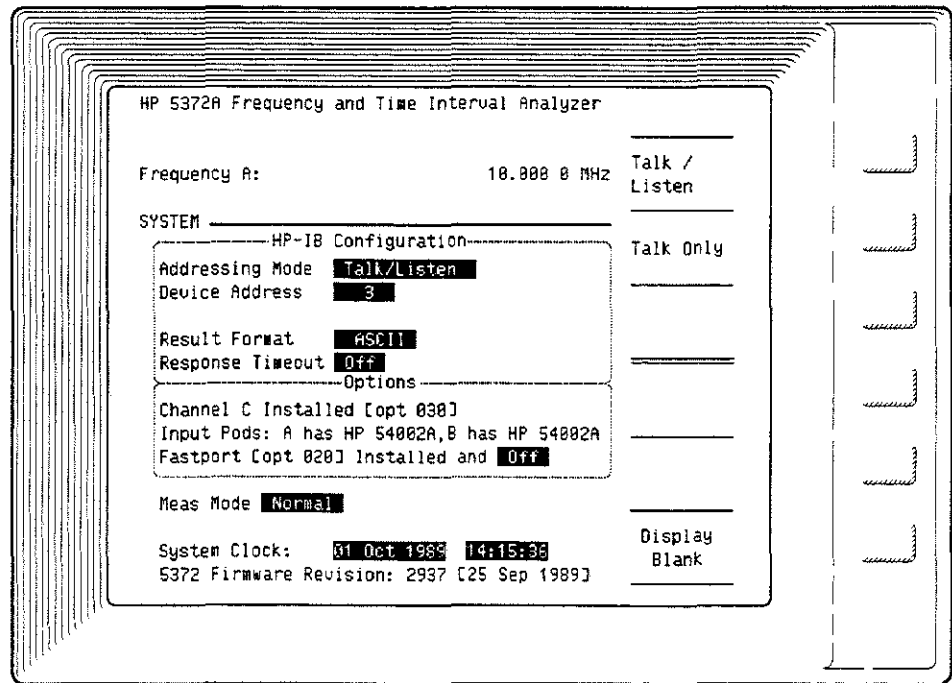 HP 5372A Frequency and Time Interval Analyzer
Frequency A: 10.000 0 MHz
SYSTEM
HP-IB Configuration
Addressing Mode Talk/Listen
Device Address 3
Result Format ASCII
Response Timeout Off
Options
Channel C Installed [opt 030]
Input Pods: A has HP 54002A,B has HP 54002A
Fastport [opt 020] Installed and Off
Meas Mode Normal
System Clock: 01 Oct 1989 14:15:36
5372 Firmware Revision: 2937 [25 Sep 1989]
Talk /
Listen
Talk Only
Display
Blank